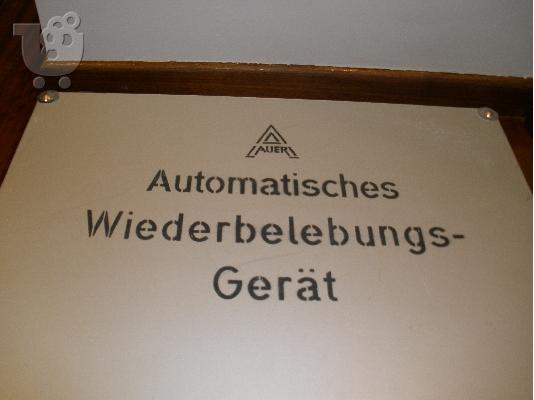 AUER
Automatisches
Wiederbelebungs-
Gerät